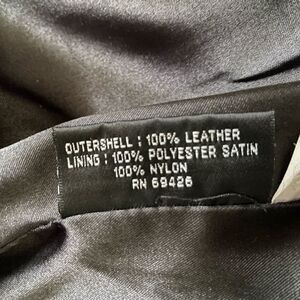 OUTERSHELL : 100% LEATHER
LINING : 100% POLYESTER SATIN
100% NYLON
RN 69426